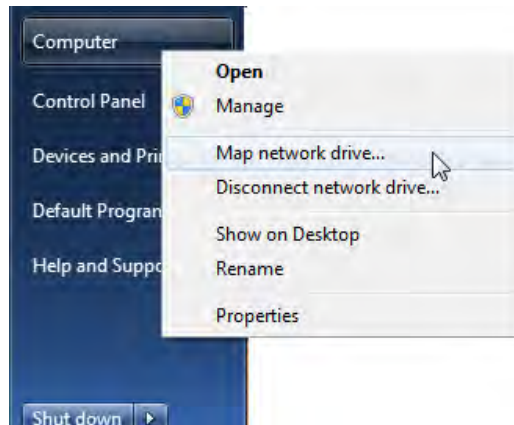 Computer
Open
Control Panel
Manage
Devices and Pri
Map network drive...
Disconnect network drive...
Default Program
Show on Desktop
Help and Suppo
Rename
Properties
Shut down